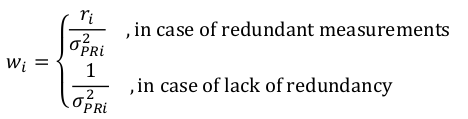 w_i = { r_i / σ²_PRi , in case of redundant measurements
1 / σ²_PRi , in case of lack of redundancy